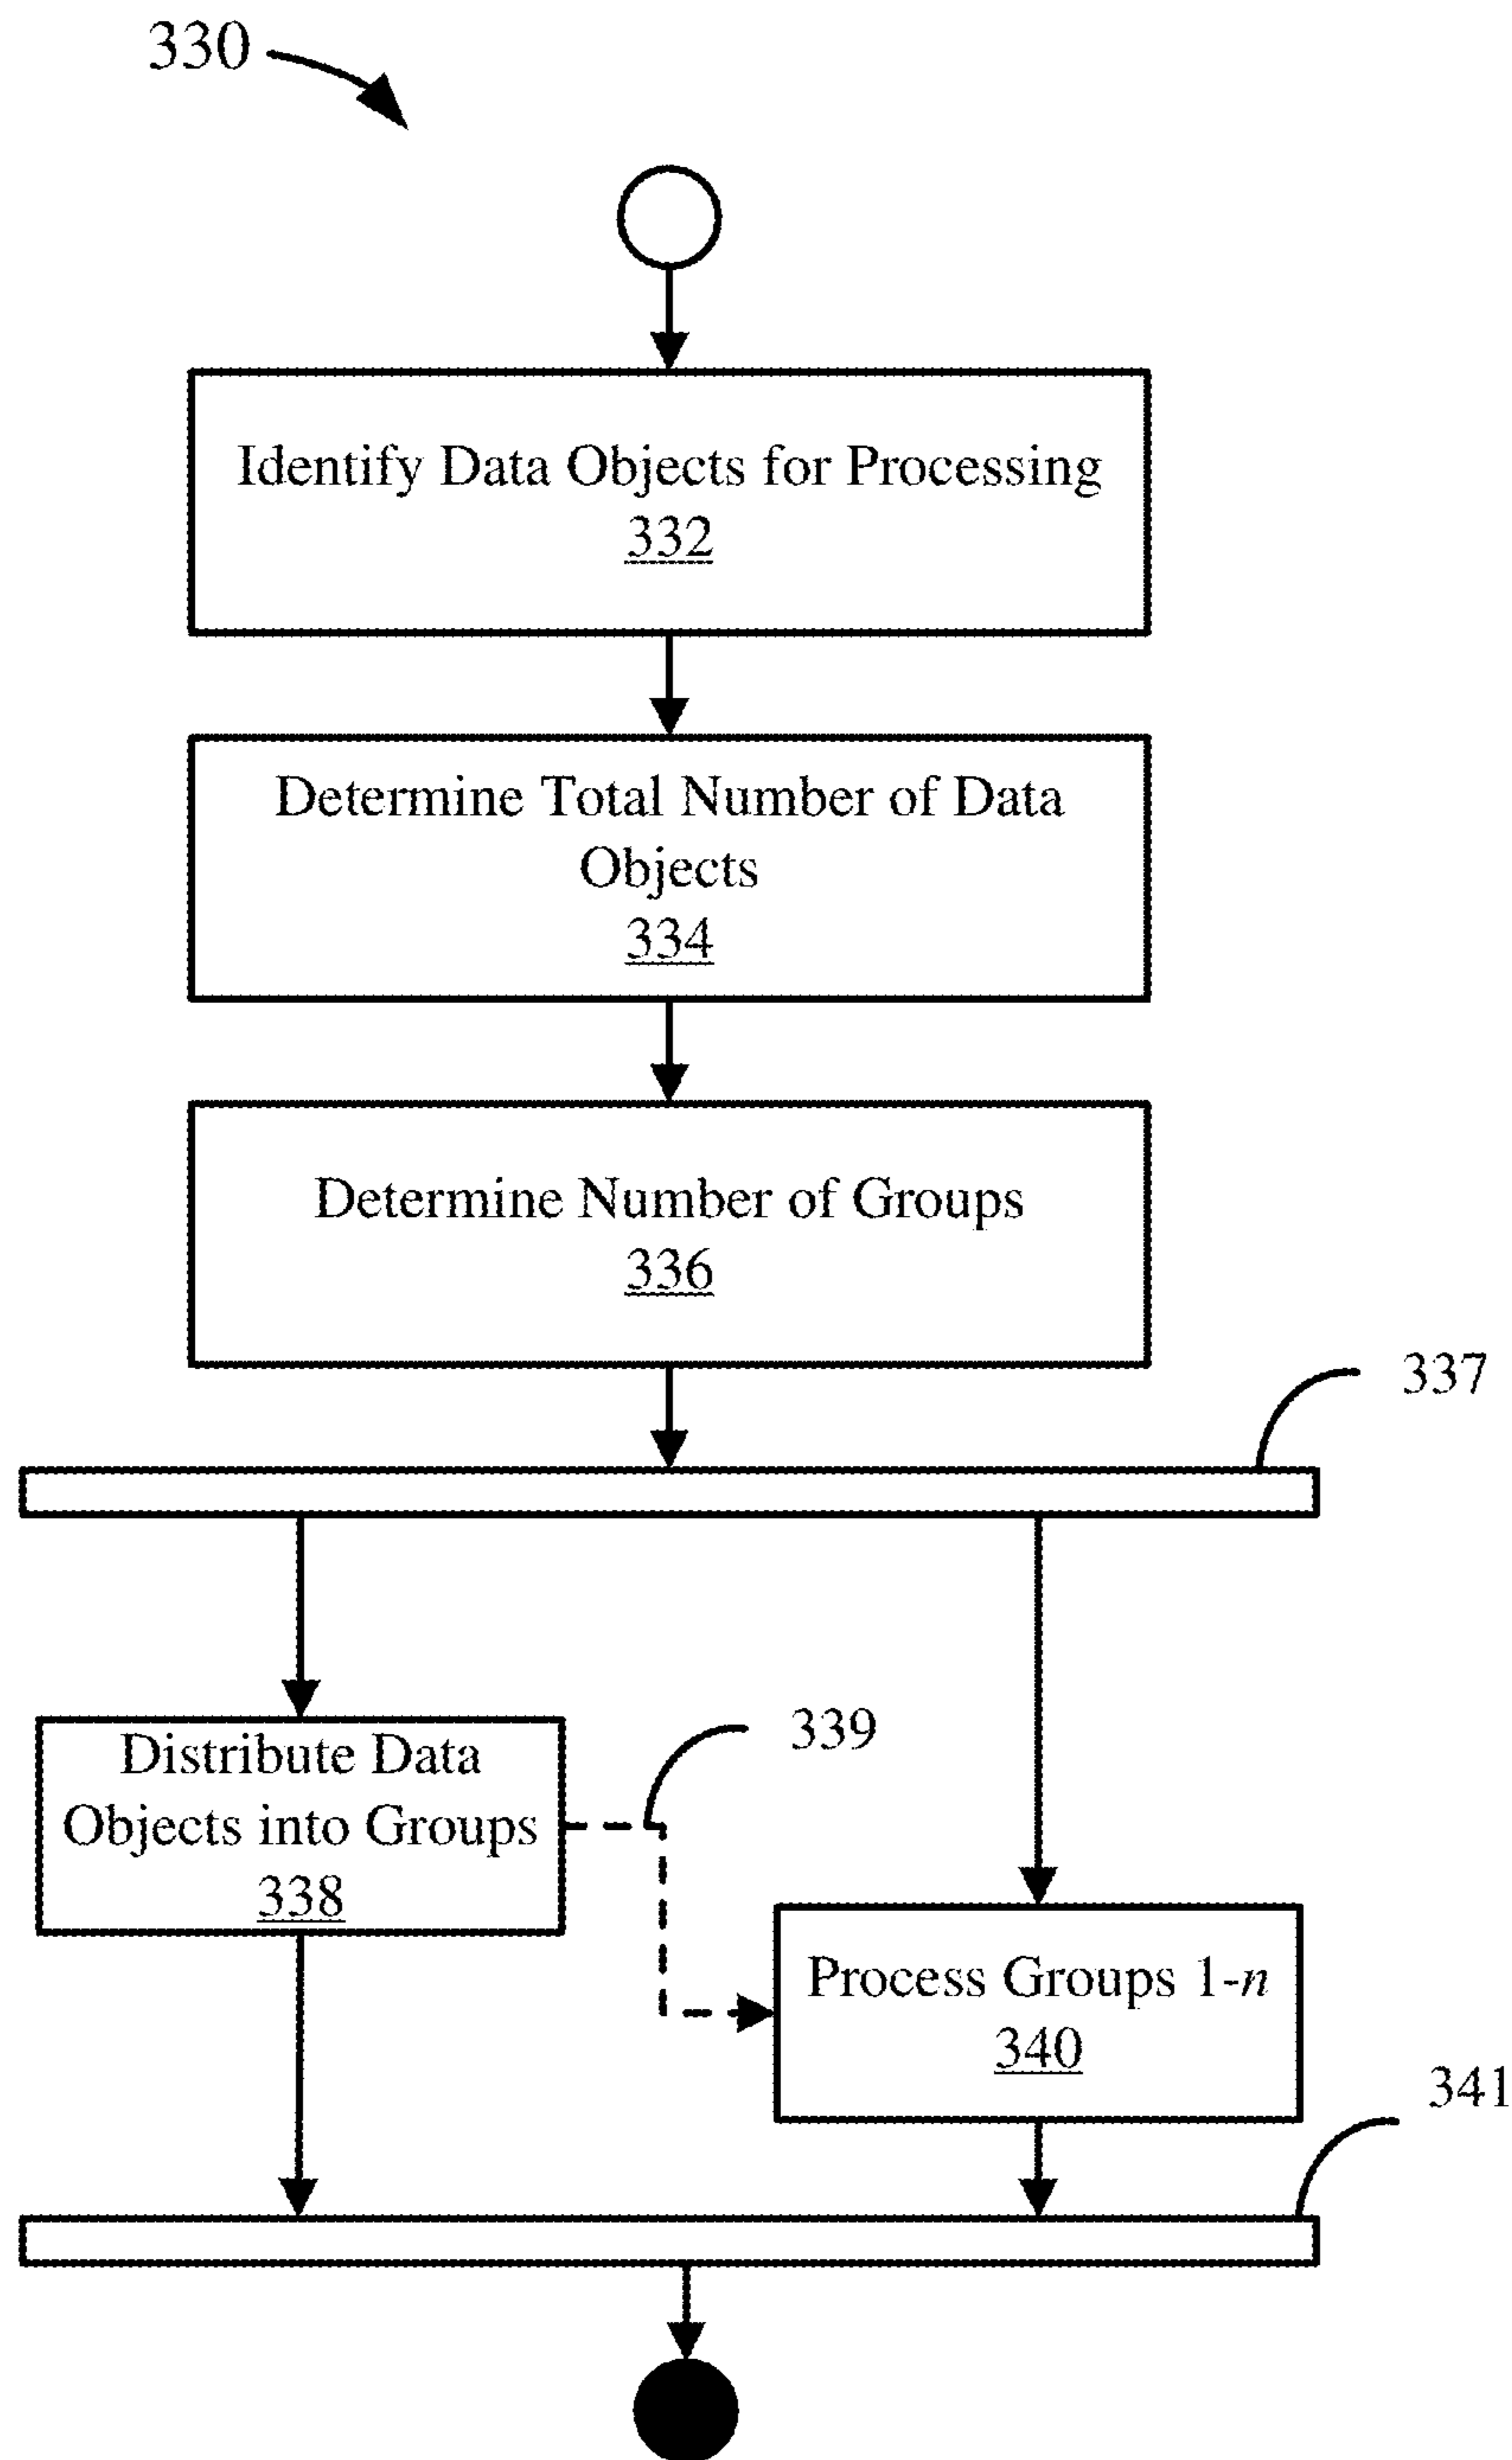 330
Identify Data Objects for Processing
332
Determine Total Number of Data
Objects
334
Determine Number of Groups
336
337
Distribute Data
Objects into Groups
338
339
Process Groups 1-n
340
341